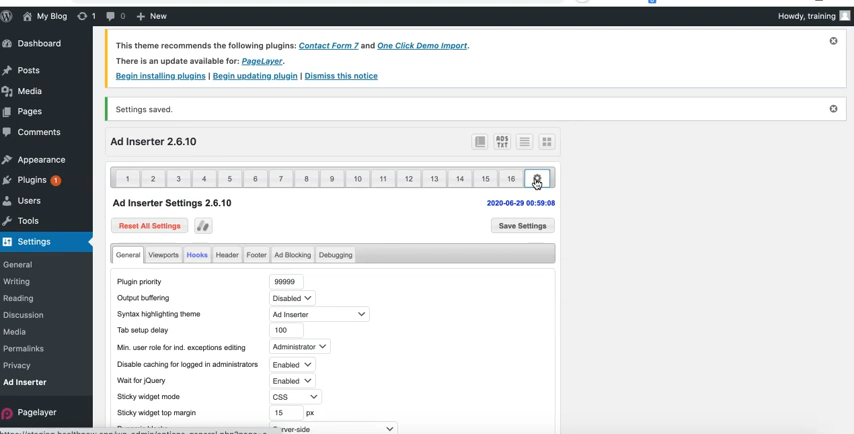 My Blog 1 0 + New Howdy, training
Dashboard
Posts
Media
Pages
Comments
Appearance
Plugins 1
Users
Tools
Settings
General
Writing
Reading
Discussion
Media
Permalinks
Privacy
Ad Inserter
Pagelayer
This theme recommends the following plugins: Contact Form 7 and One Click Demo Import.
There is an update available for: PageLayer.
Begin installing plugins | Begin updating plugin | Dismiss this notice
Settings saved.
Ad Inserter 2.6.10 ADS
TXT
1 2 3 4 5 6 7 8 9 10 11 12 13 14 15 16
Ad Inserter Settings 2.6.10 2020-06-29 00:59:08
Reset All Settings Save Settings
General Viewports Hooks Header Footer Ad Blocking Debugging
Plugin priority 99999
Output buffering Disabled
Syntax highlighting theme Ad Inserter
Tab setup delay 100
Min. user role for ind. exceptions editing Administrator
Disable caching for logged in administrators Enabled
Wait for jQuery Enabled
Sticky widget mode CSS
Sticky widget top margin 15 px